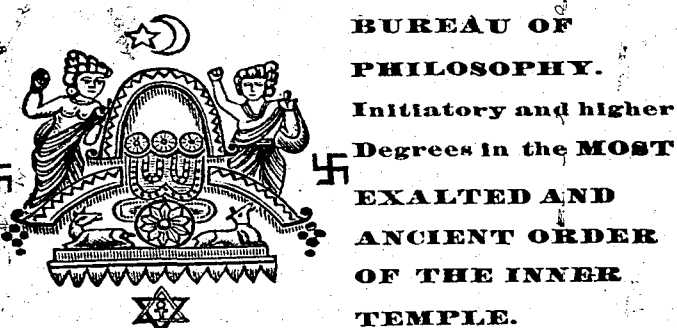 BUREAU OF
PHILOSOPHY.
Initiatory and higher
Degrees in the MOST
EXALTED AND
ANCIENT ORDER
OF THE INNER
TEMPLE.